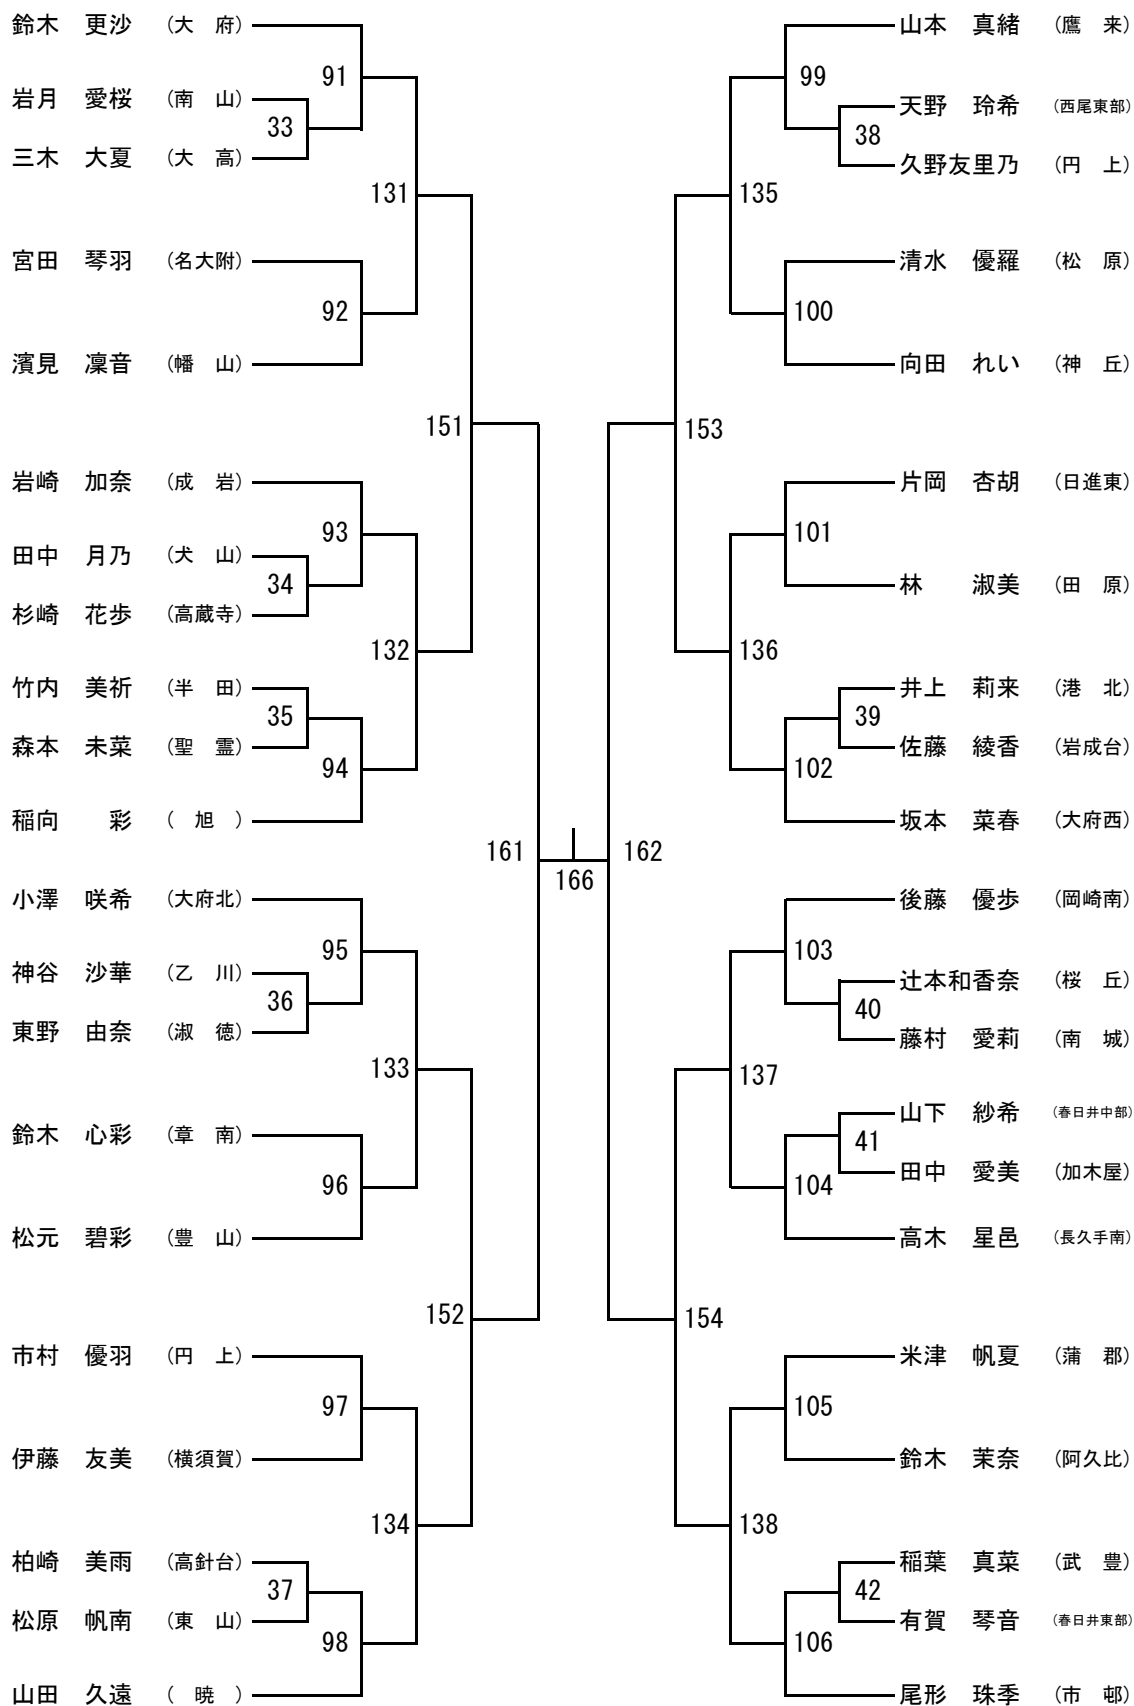 鈴木　更沙　（大　府）
91
岩月　愛桜　（南　山）
33
三木　大夏　（大　高）
131
宮田　琴羽　（名大附）
92
濱見　凜音　（幡　山）
151
岩崎　加奈　（成　岩）
93
田中　月乃　（犬　山）
34
杉崎　花歩　（高蔵寺）
132
竹内　美祈　（半　田）
35
森本　未菜　（聖　霊）
94
稲向　　彩　（　旭　）
161
小澤　咲希　（大府北）
95
神谷　沙華　（乙　川）
36
東野　由奈　（淑　徳）
133
鈴木　心彩　（章　南）
96
松元　碧彩　（豊　山）
152
市村　優羽　（円　上）
97
伊藤　友美　（横須賀）
134
柏崎　美雨　（高針台）
37
松原　帆南　（東　山）
98
山田　久遠　（　暁　）
166
山本　真緒　（鷹　来）
99
天野　玲希　（西尾東部）
38
久野友里乃　（円　上）
135
清水　優羅　（松　原）
100
向田　れい　（神　丘）
153
片岡　杏胡　（日進東）
101
林　　淑美　（田　原）
136
井上　莉来　（港　北）
39
佐藤　綾香　（岩成台）
102
坂本　菜春　（大府西）
162
後藤　優歩　（岡崎南）
103
辻本和香奈　（桜　丘）
40
藤村　愛莉　（南　城）
137
山下　紗希　（春日井中部）
41
田中　愛美　（加木屋）
104
高木　星邑　（長久手南）
154
米津　帆夏　（蒲　郡）
105
鈴木　茉奈　（阿久比）
138
稲葉　真菜　（武　豊）
42
有賀　琴音　（春日井東部）
106
尾形　珠季　（市　邨）